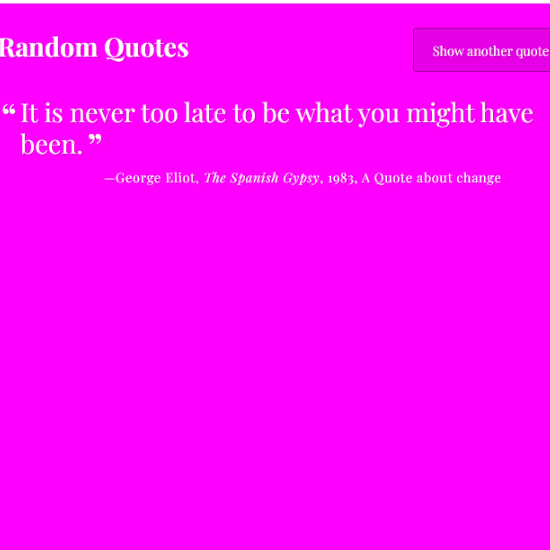 Random Quotes
Show another quote
“ It is never too late to be what you might have
been. ”
—George Eliot, The Spanish Gypsy, 1983, A Quote about change